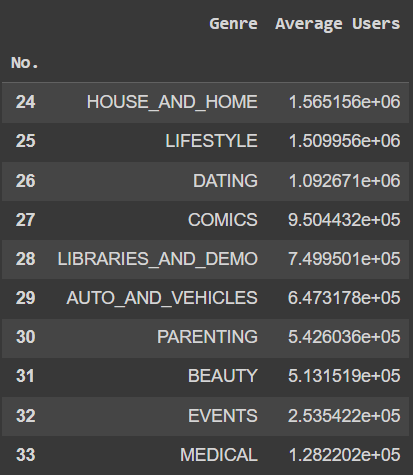 Genre Average Users
No.
24 HOUSE_AND_HOME 1.565156e+06
25 LIFESTYLE 1.509956e+06
26 DATING 1.092671e+06
27 COMICS 9.504432e+05
28 LIBRARIES_AND_DEMO 7.499501e+05
29 AUTO_AND_VEHICLES 6.473178e+05
30 PARENTING 5.426036e+05
31 BEAUTY 5.131519e+05
32 EVENTS 2.535422e+05
33 MEDICAL 1.282202e+05